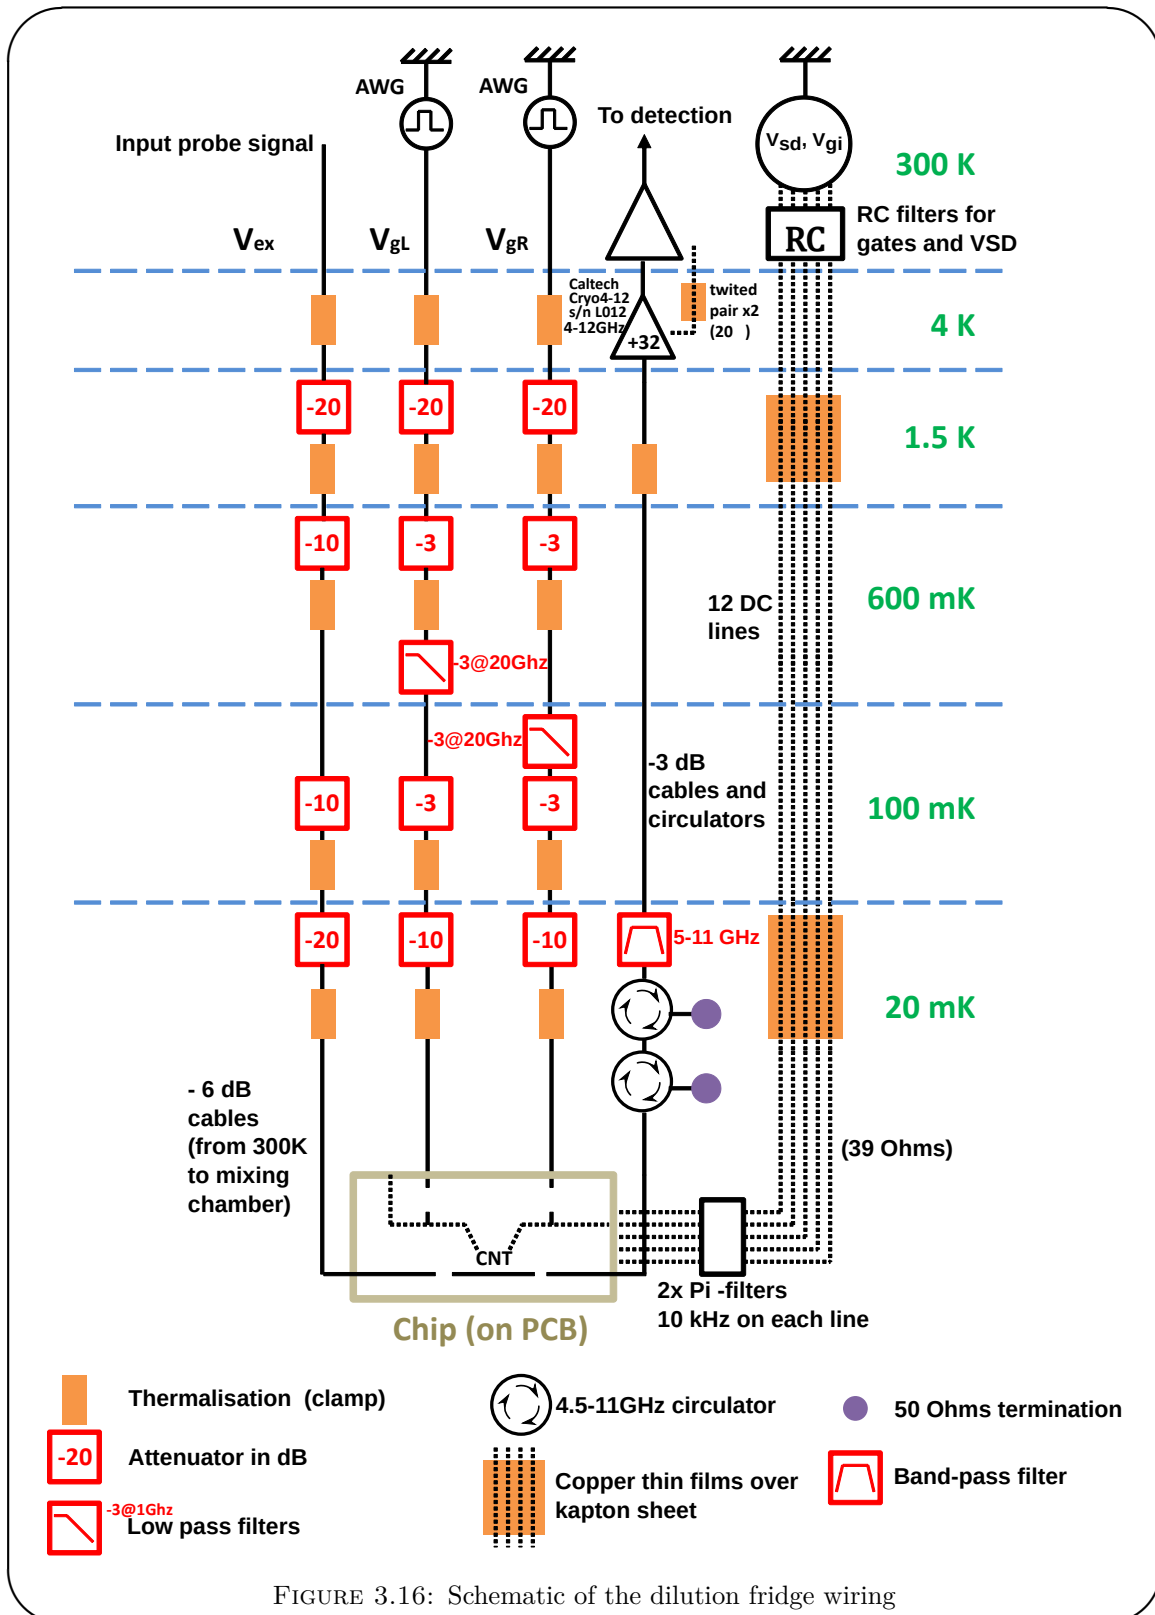 AWG
AWG
To detection
Input probe signal
Vsd, Vgi
300 K
RC
RC filters for
gates and VSD
Vex
VgL
VgR
Caltech
Cryo4-12
s/n L012
4-12GHz
+32
twited
pair x2
(20 )
4 K
-20
-20
-20
1.5 K
-10
-3
-3
12 DC
lines
600 mK
-3@20Ghz
-3@20Ghz
-3 dB
cables and
circulators
-10
-3
-3
100 mK
-20
-10
-10
5-11 GHz
20 mK
- 6 dB
cables
(from 300K
to mixing
chamber)
(39 Ohms)
CNT
2x Pi -filters
10 kHz on each line
Chip (on PCB)
Thermalisation (clamp)
4.5-11GHz circulator
50 Ohms termination
-20
Attenuator in dB
Copper thin films over
kapton sheet
Band-pass filter
-3@1Ghz
Low pass filters
FIGURE 3.16: Schematic of the dilution fridge wiring